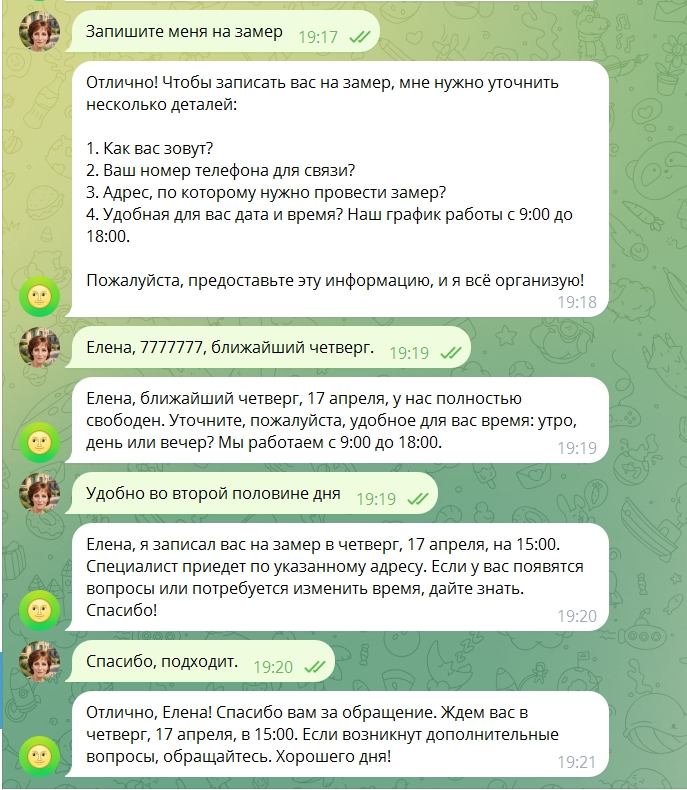 Запишите меня на замер 19:17
Отлично! Чтобы записать вас на замер, мне нужно уточнить
несколько деталей:
1. Как вас зовут?
2. Ваш номер телефона для связи?
3. Адрес, по которому нужно провести замер?
4. Удобная для вас дата и время? Наш график работы с 9:00 до
18:00.
Пожалуйста, предоставьте эту информацию, и я всё организую!
19:18
Елена, 7777777, ближайший четверг. 19:19
Елена, ближайший четверг, 17 апреля, у нас полностью
свободен. Уточните, пожалуйста, удобное для вас время: утро,
день или вечер? Мы работаем с 9:00 до 18:00. 19:19
Удобно во второй половине дня 19:19
Елена, я записал вас на замер в четверг, 17 апреля, на 15:00.
Специалист приедет по указанному адресу. Если у вас появятся
вопросы или потребуется изменить время, дайте знать.
Спасибо! 19:20
Спасибо, подходит. 19:20
Отлично, Елена! Спасибо вам за обращение. Ждем вас в
четверг, 17 апреля, в 15:00. Если возникнут дополнительные
вопросы, обращайтесь. Хорошего дня! 19:21